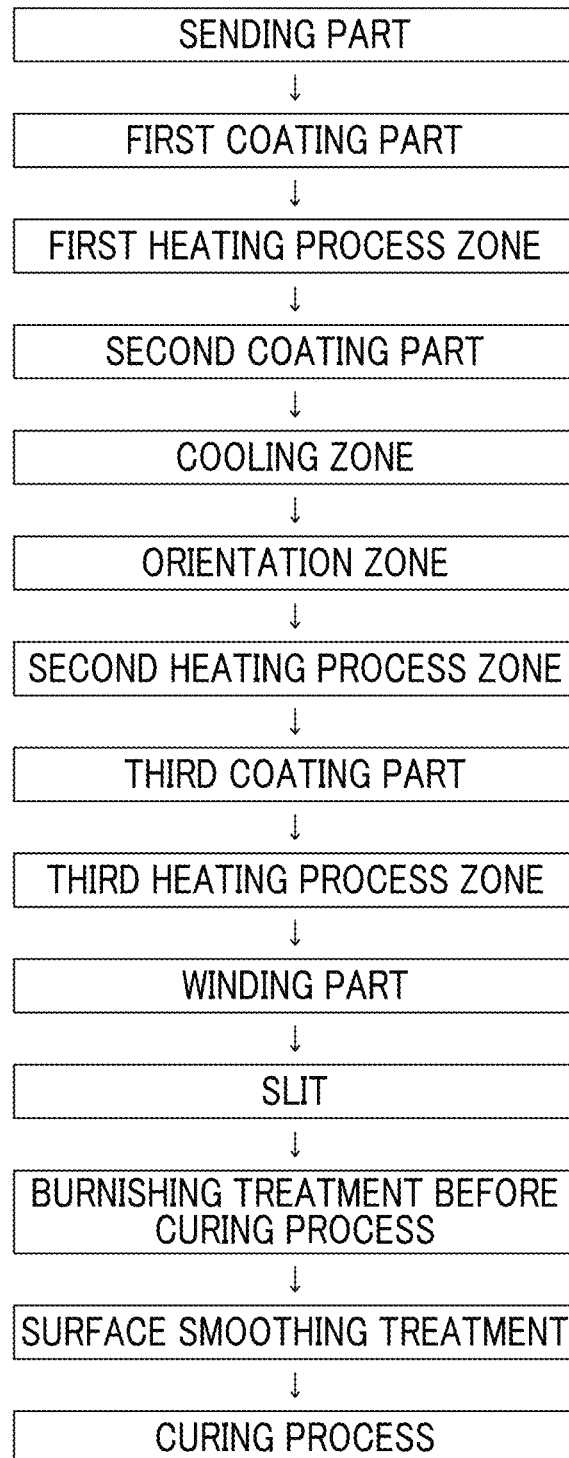 SENDING PART
↓
FIRST COATING PART
↓
FIRST HEATING PROCESS ZONE
↓
SECOND COATING PART
↓
COOLING ZONE
↓
ORIENTATION ZONE
↓
SECOND HEATING PROCESS ZONE
↓
THIRD COATING PART
↓
THIRD HEATING PROCESS ZONE
↓
WINDING PART
↓
SLIT
↓
BURNISHING TREATMENT BEFORE
CURING PROCESS
↓
SURFACE SMOOTHING TREATMENT
↓
CURING PROCESS